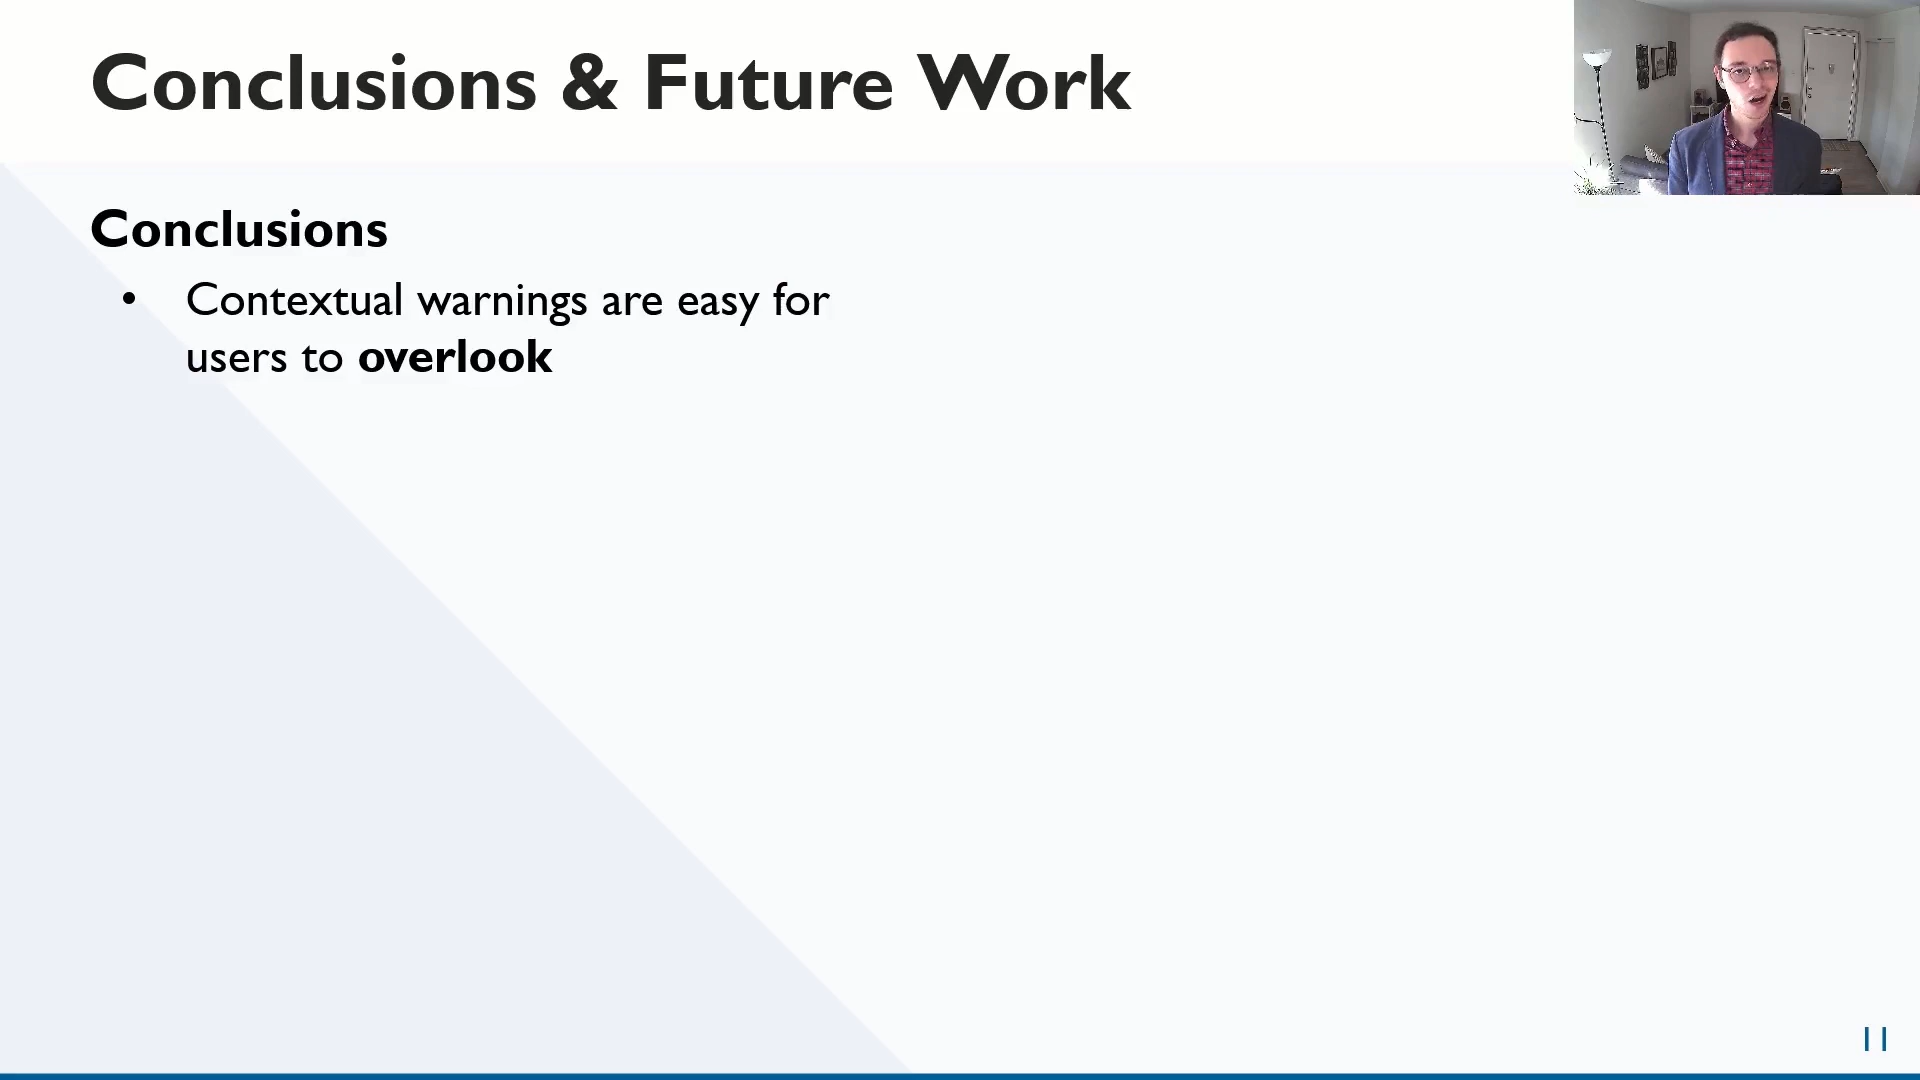 Conclusions & Future Work
Conclusions
• Contextual warnings are easy for
users to overlook
11